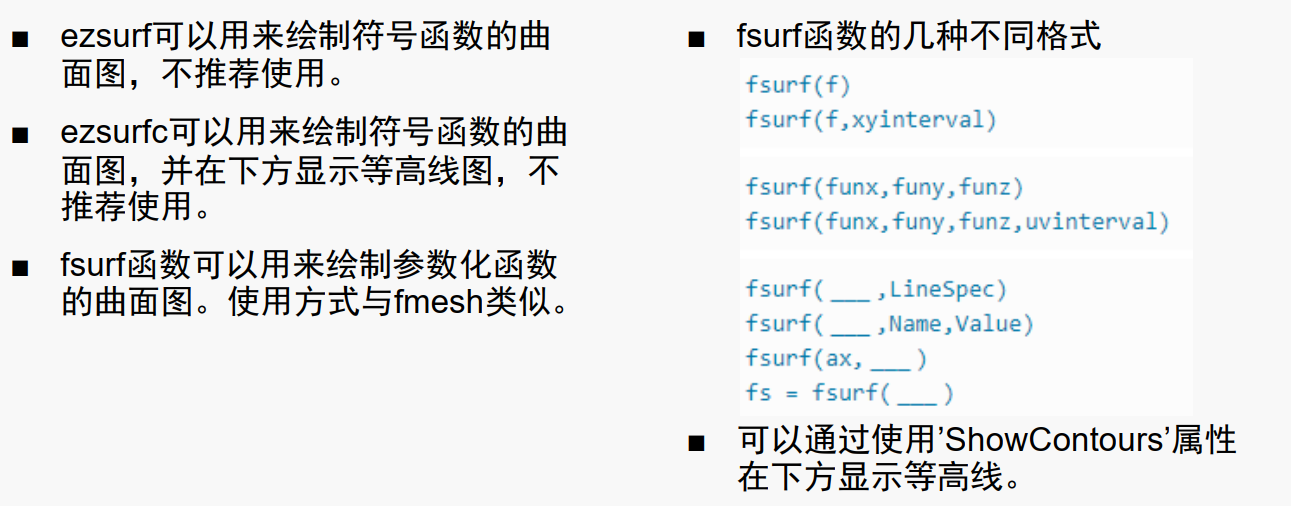 ■ ezsurf可以用来绘制符号函数的曲
面图，不推荐使用。
■ ezsurfc可以用来绘制符号函数的曲
面图，并在下方显示等高线图，不
推荐使用。
■ fsurf函数可以用来绘制参数化函数
的曲面图。使用方式与fmesh类似。
■ fsurf函数的几种不同格式
fsurf(f)
fsurf(f,xyinterval)
fsurf(funx,funy,funz)
fsurf(funx,funy,funz,uvinterval)
fsurf( ___ ,LineSpec)
fsurf( ___ ,Name,Value)
fsurf(ax, ___ )
fs = fsurf( ___ )
■ 可以通过使用’ShowContours’属性
在下方显示等高线。